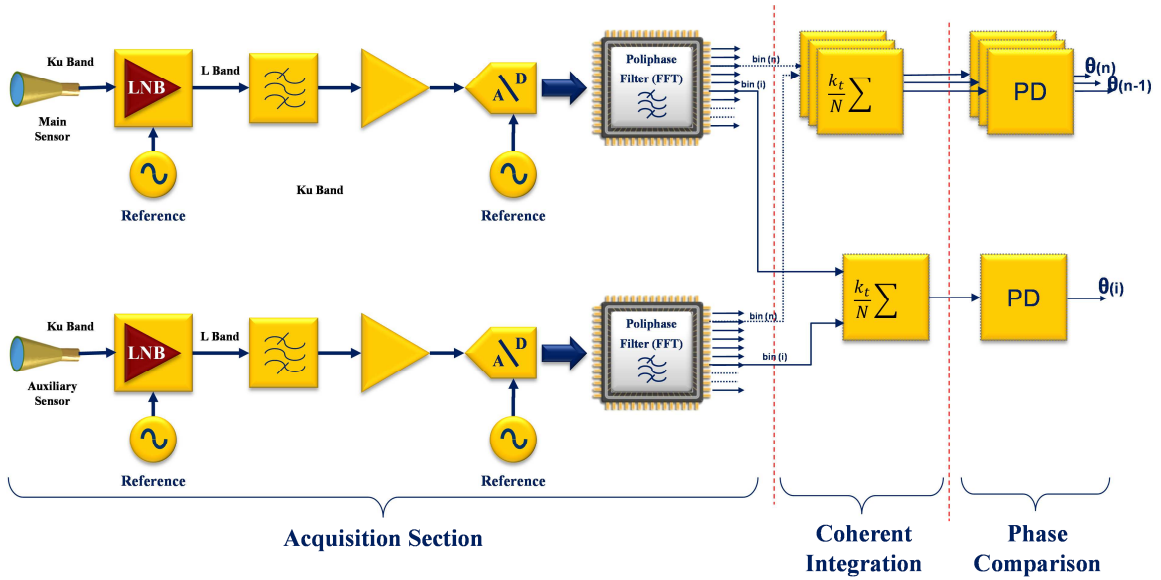 Ku Band
LNB
L Band
D
A
Poliphase
Filter (FFT)
bin (n)
bin (i)
k_t
N
∑
PD
θ(n)
θ(n-1)
Main
Sensor
Reference
Ku Band
Reference
Ku Band
LNB
L Band
D
A
Poliphase
Filter (FFT)
bin (n)
bin (i)
k_t
N
∑
PD
θ(i)
Auxiliary
Sensor
Reference
Reference
Acquisition Section
Coherent
Integration
Phase
Comparison